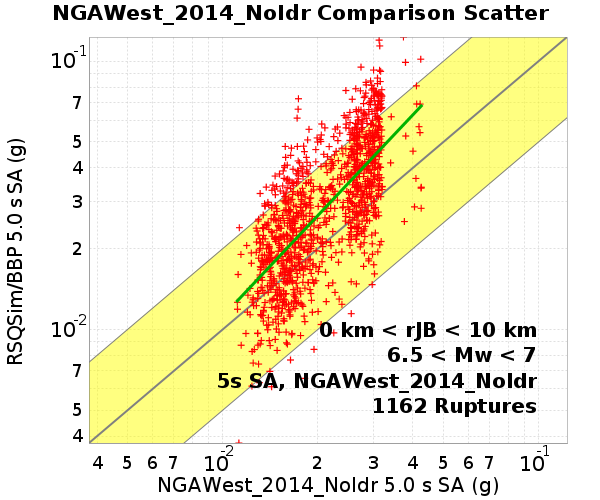 NGAWest_2014_NoIdr Comparison Scatter
RSQSim/BBP 5.0 s SA (g)
10^-1
7
5
4
3
2
10^-2
7
5
4
0 km < rJB < 10 km
6.5 < Mw < 7
5s SA, NGAWest_2014_NoIdr
1162 Ruptures
4 5 6 7 10^-2 2 3 4 5 6 7 10^-1
NGAWest_2014_NoIdr 5.0 s SA (g)